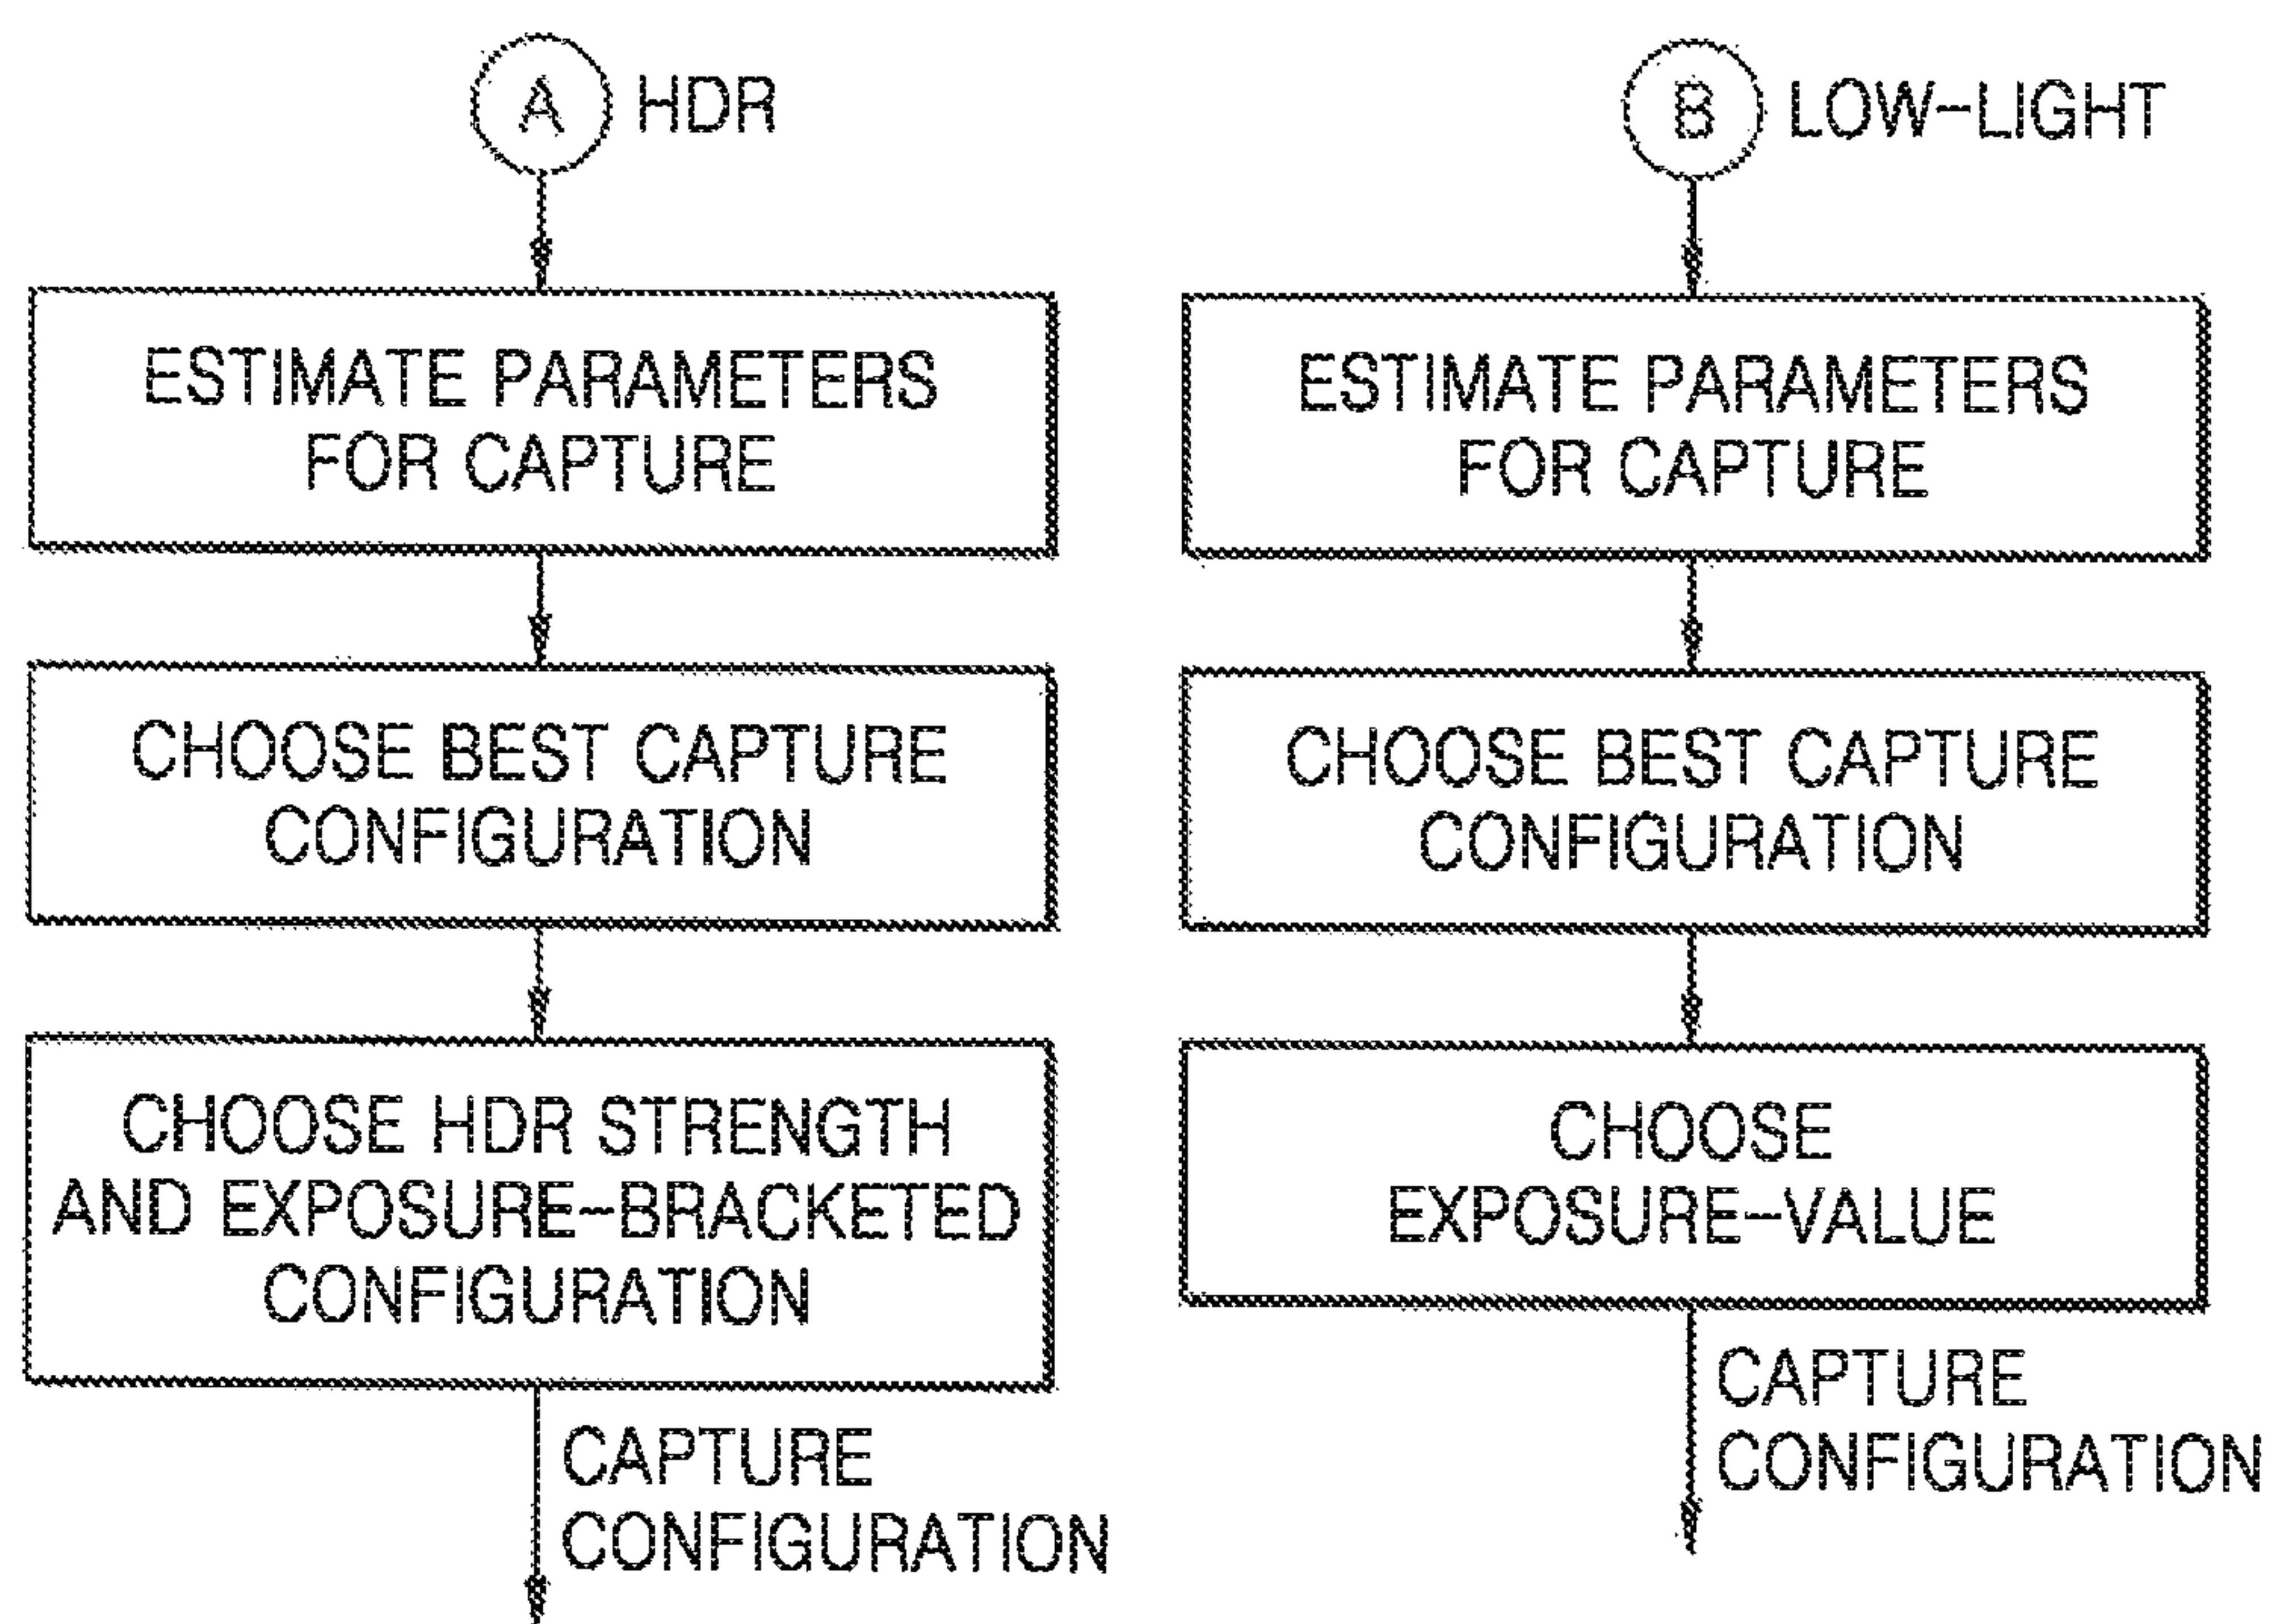 A HDR
ESTIMATE PARAMETERS
FOR CAPTURE
CHOOSE BEST CAPTURE
CONFIGURATION
CHOOSE HDR STRENGTH
AND EXPOSURE-BRACKETED
CONFIGURATION
CAPTURE
CONFIGURATION
B LOW-LIGHT
ESTIMATE PARAMETERS
FOR CAPTURE
CHOOSE BEST CAPTURE
CONFIGURATION
CHOOSE
EXPOSURE-VALUE
CAPTURE
CONFIGURATION